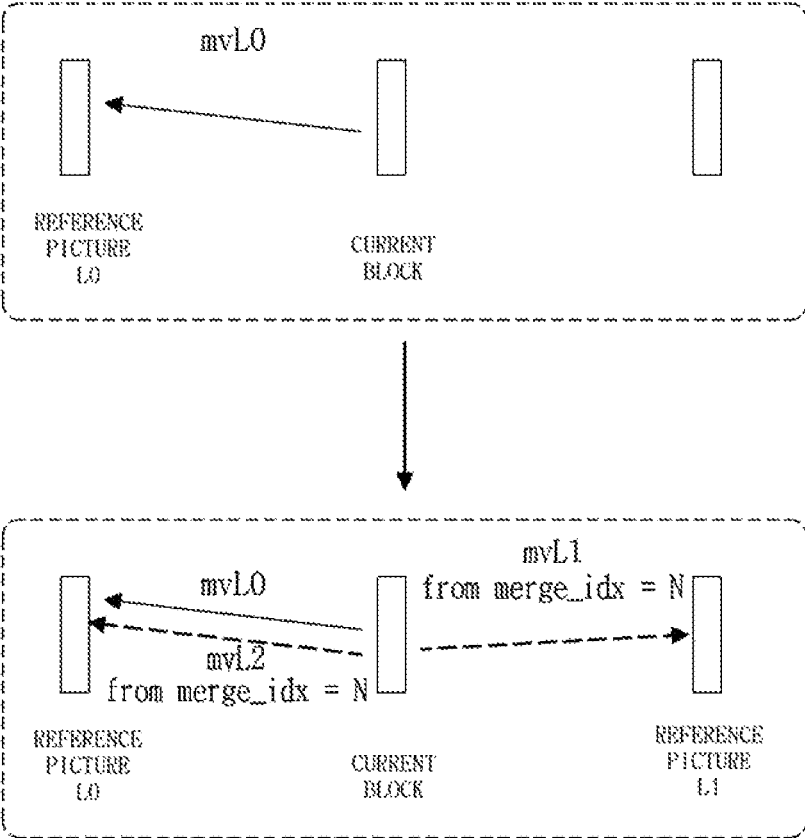 mvL0
REFERENCE
PICTURE
L0
CURRENT
BLOCK
mvL1
from merge_idx = N
mvL0
mvL2
from merge_idx = N
REFERENCE
PICTURE
L0
CURRENT
BLOCK
REFERENCE
PICTURE
L1